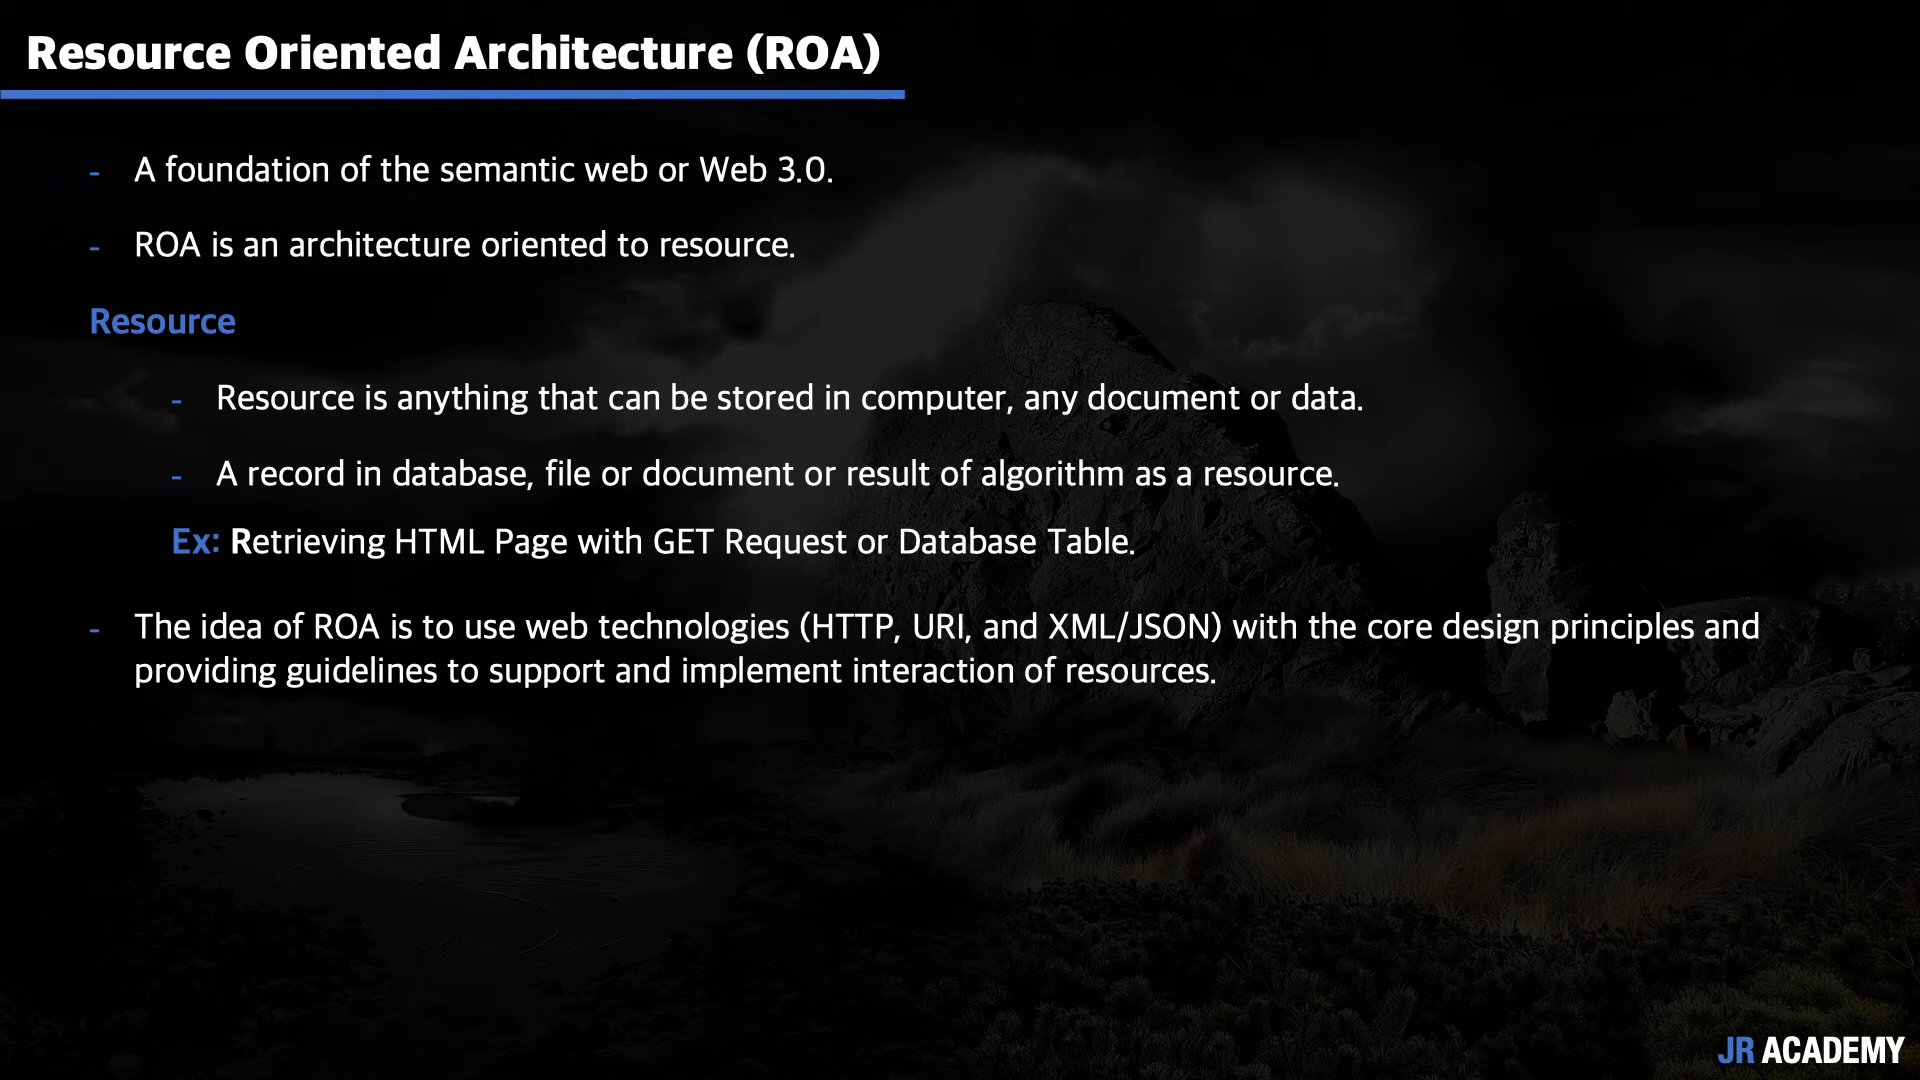 Resource Oriented Architecture (ROA)
- A foundation of the semantic web or Web 3.0.
- ROA is an architecture oriented to resource.
Resource
- Resource is anything that can be stored in computer, any document or data.
- A record in database, file or document or result of algorithm as a resource.
Ex: Retrieving HTML Page with GET Request or Database Table.
- The idea of ROA is to use web technologies (HTTP, URI, and XML/JSON) with the core design principles and
providing guidelines to support and implement interaction of resources.
JR ACADEMY